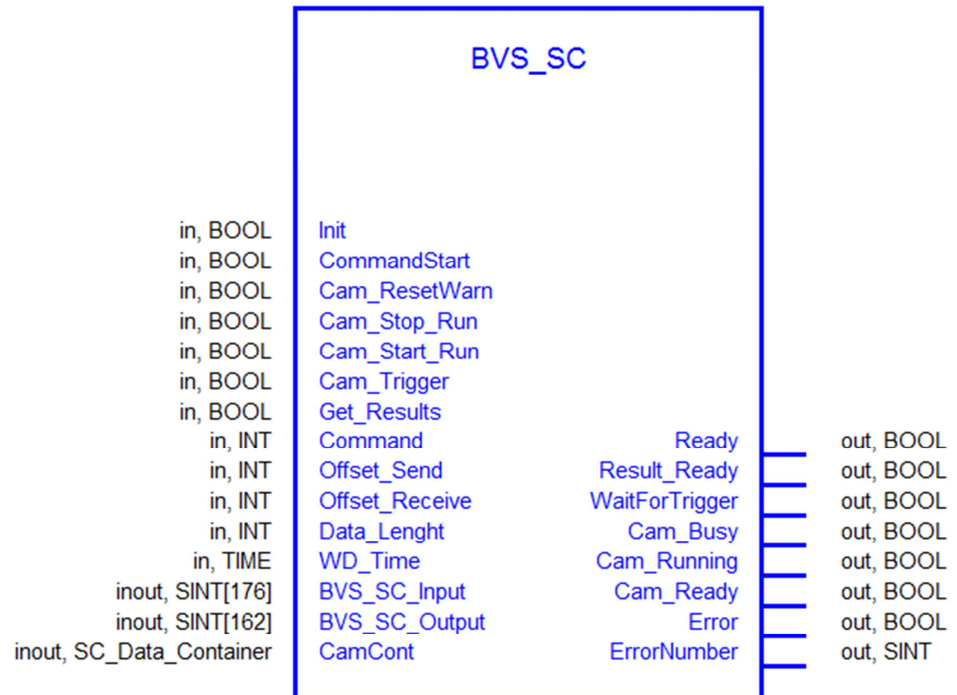 BVS_SC
in, BOOL Init
in, BOOL CommandStart
in, BOOL Cam_ResetWarn
in, BOOL Cam_Stop_Run
in, BOOL Cam_Start_Run
in, BOOL Cam_Trigger
in, BOOL Get_Results
in, INT Command Ready out, BOOL
in, INT Offset_Send Result_Ready out, BOOL
in, INT Offset_Receive WaitForTrigger out, BOOL
in, INT Data_Lenght Cam_Busy out, BOOL
in, TIME WD_Time Cam_Running out, BOOL
inout, SINT[176] BVS_SC_Input Cam_Ready out, BOOL
inout, SINT[162] BVS_SC_Output Error out, BOOL
inout, SC_Data_Container CamCont ErrorNumber out, SINT